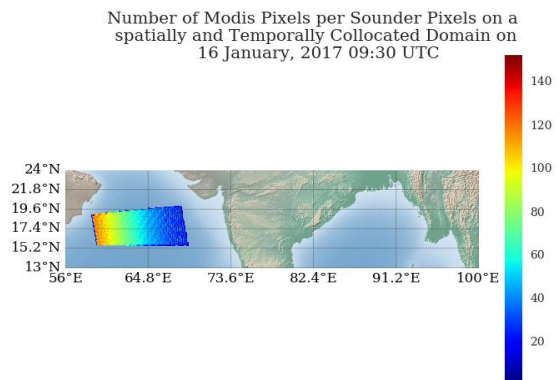 Number of Modis Pixels per Sounder Pixels on a
spatially and Temporally Collocated Domain on
16 January, 2017 09:30 UTC
140
120
100
80
60
40
20
24°N
21.8°N
19.6°N
17.4°N
15.2°N
13°N
56°E 64.8°E 73.6°E 82.4°E 91.2°E 100°E